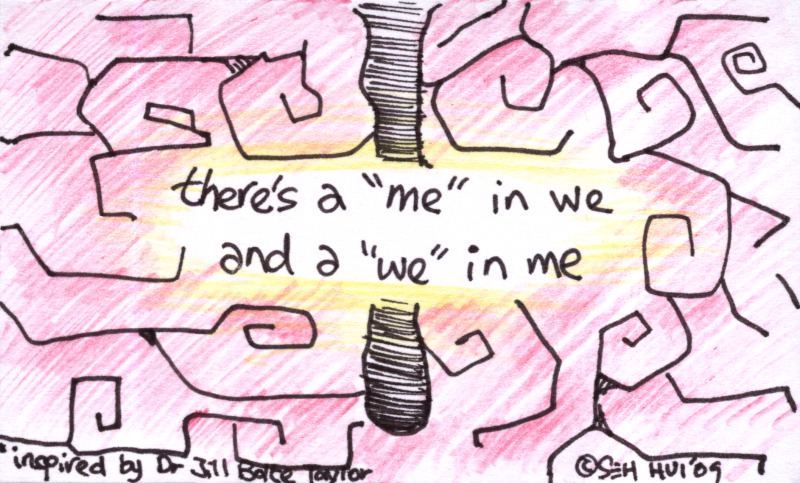 there's a "me" in we
and a "we" in me
"inspired by Dr Jill Bolte Taylor
©SEH HUI '09